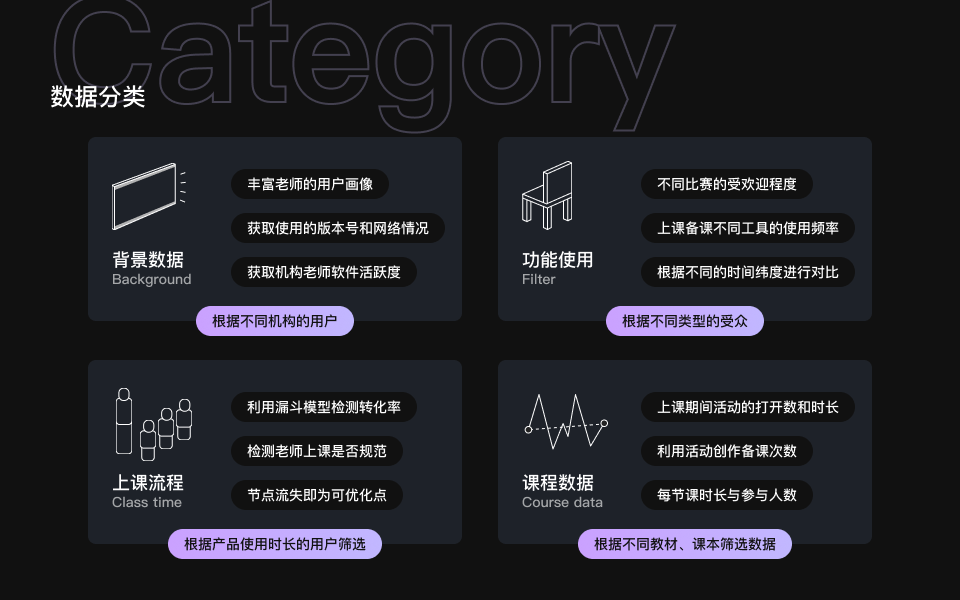 Category
数据分类
背景数据
Background
丰富老师的用户画像
获取使用的版本号和网络情况
获取机构老师软件活跃度
根据不同机构的用户
功能使用
Filter
不同比赛的受欢迎程度
上课备课不同工具的使用频率
根据不同的时间纬度进行对比
根据不同类型的受众
上课流程
Class time
利用漏斗模型检测转化率
检测老师上课是否规范
节点流失即为可优化点
根据产品使用时长的用户筛选
课程数据
Course data
上课期间活动的打开数和时长
利用活动创作备课次数
每节课时长与参与人数
根据不同教材、课本筛选数据